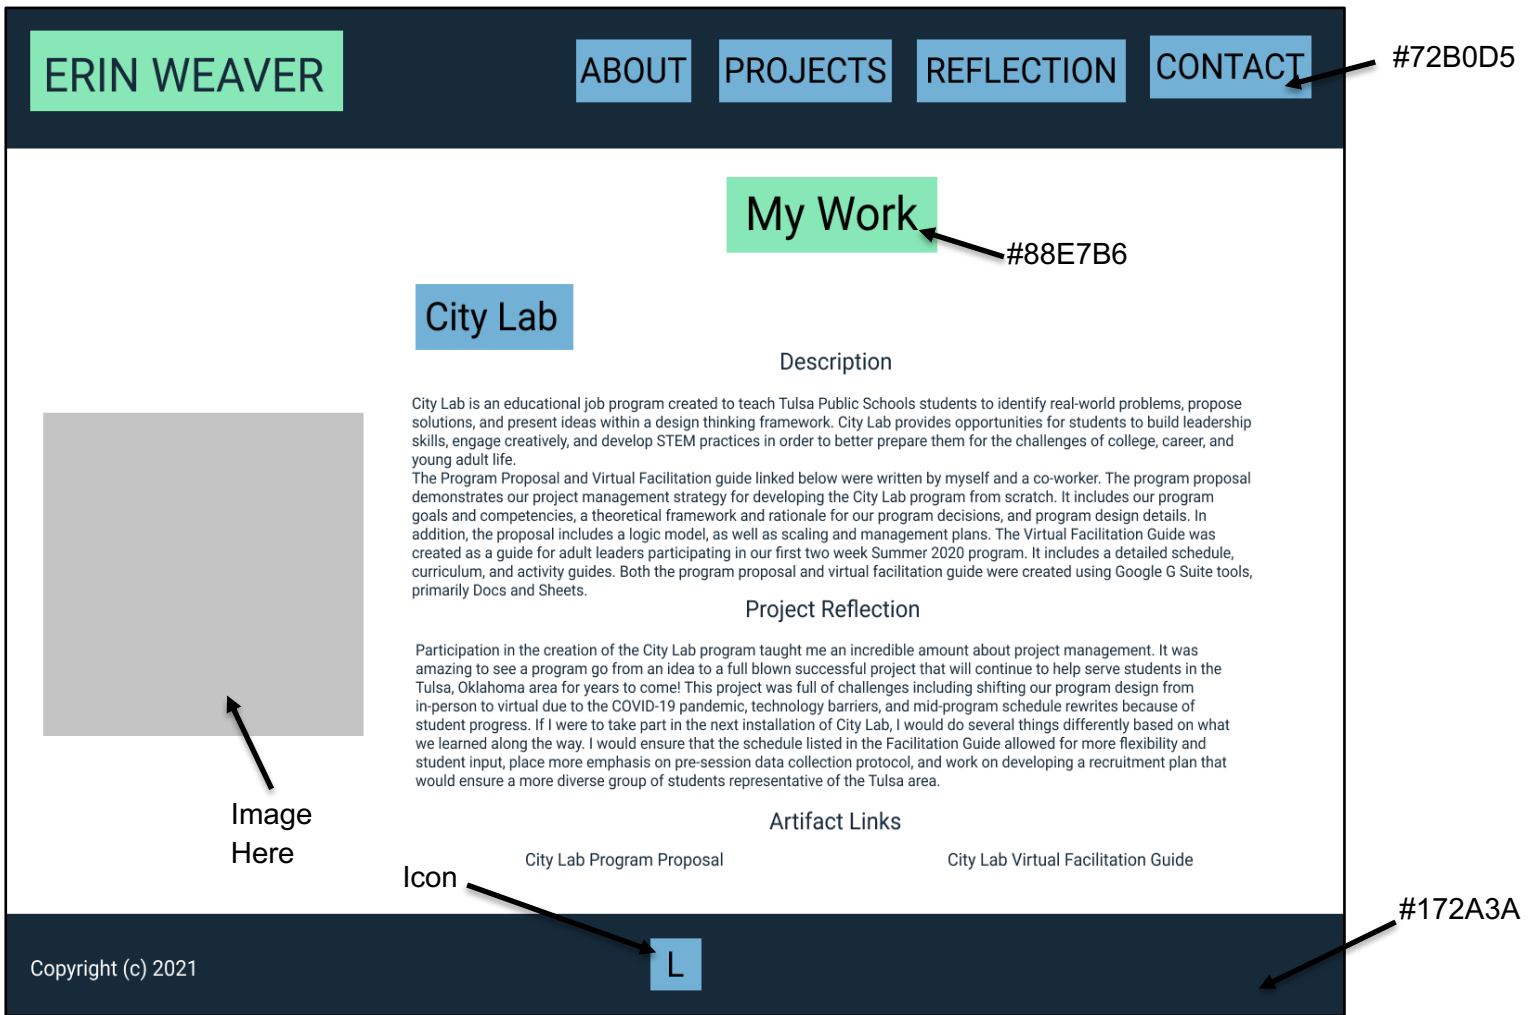 ERIN WEAVER
ABOUT
PROJECTS
REFLECTION
CONTACT
#72B0D5
My Work
#88E7B6
City Lab
Description
City Lab is an educational job program created to teach Tulsa Public Schools students to identify real-world problems, propose
solutions, and present ideas within a design thinking framework. City Lab provides opportunities for students to build leadership
skills, engage creatively, and develop STEM practices in order to better prepare them for the challenges of college, career, and
young adult life.
The Program Proposal and Virtual Facilitation guide linked below were written by myself and a co-worker. The program proposal
demonstrates our project management strategy for developing the City Lab program from scratch. It includes our program
goals and competencies, a theoretical framework and rationale for our program decisions, and program design details. In
addition, the proposal includes a logic model, as well as scaling and management plans. The Virtual Facilitation Guide was
created as a guide for adult leaders participating in our first two week Summer 2020 program. It includes a detailed schedule,
curriculum, and activity guides. Both the program proposal and virtual facilitation guide were created using Google G Suite tools,
primarily Docs and Sheets.
Project Reflection
Participation in the creation of the City Lab program taught me an incredible amount about project management. It was
amazing to see a program go from an idea to a full blown successful project that will continue to help serve students in the
Tulsa, Oklahoma area for years to come! This project was full of challenges including shifting our program design from
in-person to virtual due to the COVID-19 pandemic, technology barriers, and mid-program schedule rewrites because of
student progress. If I were to take part in the next installation of City Lab, I would do several things differently based on what
we learned along the way. I would ensure that the schedule listed in the Facilitation Guide allowed for more flexibility and
student input, place more emphasis on pre-session data collection protocol, and work on developing a recruitment plan that
would ensure a more diverse group of students representative of the Tulsa area.
Image
Here
Artifact Links
City Lab Program Proposal
City Lab Virtual Facilitation Guide
Icon
#172A3A
Copyright (c) 2021
L